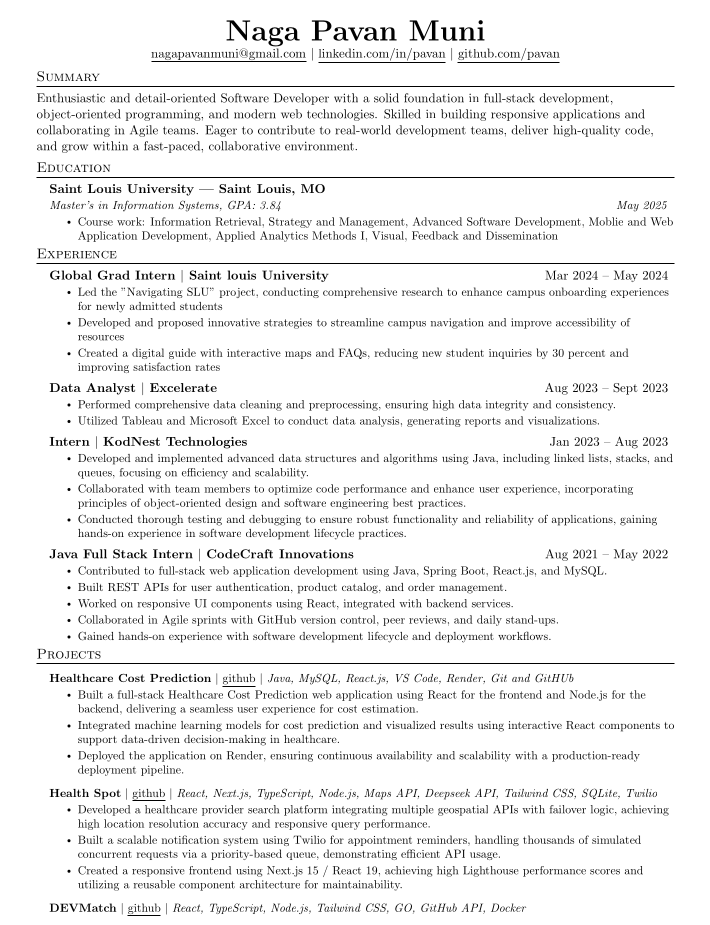 Naga Pavan Muni
nagapavanmuni@gmail.com | linkedin.com/in/pavan | github.com/pavan
Summary
Enthusiastic and detail-oriented Software Developer with a solid foundation in full-stack development,
object-oriented programming, and modern web technologies. Skilled in building responsive applications and
collaborating in Agile teams. Eager to contribute to real-world development teams, deliver high-quality code,
and grow within a fast-paced, collaborative environment.
Education
Saint Louis University — Saint Louis, MO
Master's in Information Systems, GPA: 3.84 May 2025
• Course work: Information Retrieval, Strategy and Management, Advanced Software Development, Moblie and Web
Application Development, Applied Analytics Methods I, Visual, Feedback and Dissemination
Experience
Global Grad Intern | Saint louis University Mar 2024 – May 2024
• Led the ”Navigating SLU” project, conducting comprehensive research to enhance campus onboarding experiences
for newly admitted students
• Developed and proposed innovative strategies to streamline campus navigation and improve accessibility of
resources
• Created a digital guide with interactive maps and FAQs, reducing new student inquiries by 30 percent and
improving satisfaction rates
Data Analyst | Excelerate Aug 2023 – Sept 2023
• Performed comprehensive data cleaning and preprocessing, ensuring high data integrity and consistency.
• Utilized Tableau and Microsoft Excel to conduct data analysis, generating reports and visualizations.
Intern | KodNest Technologies Jan 2023 – Aug 2023
• Developed and implemented advanced data structures and algorithms using Java, including linked lists, stacks, and
queues, focusing on efficiency and scalability.
• Collaborated with team members to optimize code performance and enhance user experience, incorporating
principles of object-oriented design and software engineering best practices.
• Conducted thorough testing and debugging to ensure robust functionality and reliability of applications, gaining
hands-on experience in software development lifecycle practices.
Java Full Stack Intern | CodeCraft Innovations Aug 2021 – May 2022
• Contributed to full-stack web application development using Java, Spring Boot, React.js, and MySQL.
• Built REST APIs for user authentication, product catalog, and order management.
• Worked on responsive UI components using React, integrated with backend services.
• Collaborated in Agile sprints with GitHub version control, peer reviews, and daily stand-ups.
• Gained hands-on experience with software development lifecycle and deployment workflows.
Projects
Healthcare Cost Prediction | github | Java, MySQL, React.js, VS Code, Render, Git and GitHUb
• Built a full-stack Healthcare Cost Prediction web application using React for the frontend and Node.js for the
backend, delivering a seamless user experience for cost estimation.
• Integrated machine learning models for cost prediction and visualized results using interactive React components to
support data-driven decision-making in healthcare.
• Deployed the application on Render, ensuring continuous availability and scalability with a production-ready
deployment pipeline.
Health Spot | github | React, Next.js, TypeScript, Node.js, Maps API, Deepseek API, Tailwind CSS, SQLite, Twilio
• Developed a healthcare provider search platform integrating multiple geospatial APIs with failover logic, achieving
high location resolution accuracy and responsive query performance.
• Built a scalable notification system using Twilio for appointment reminders, handling thousands of simulated
concurrent requests via a priority-based queue, demonstrating efficient API usage.
• Created a responsive frontend using Next.js 15 / React 19, achieving high Lighthouse performance scores and
utilizing a reusable component architecture for maintainability.
DEVMatch | github | React, TypeScript, Node.js, Tailwind CSS, GO, GitHub API, Docker